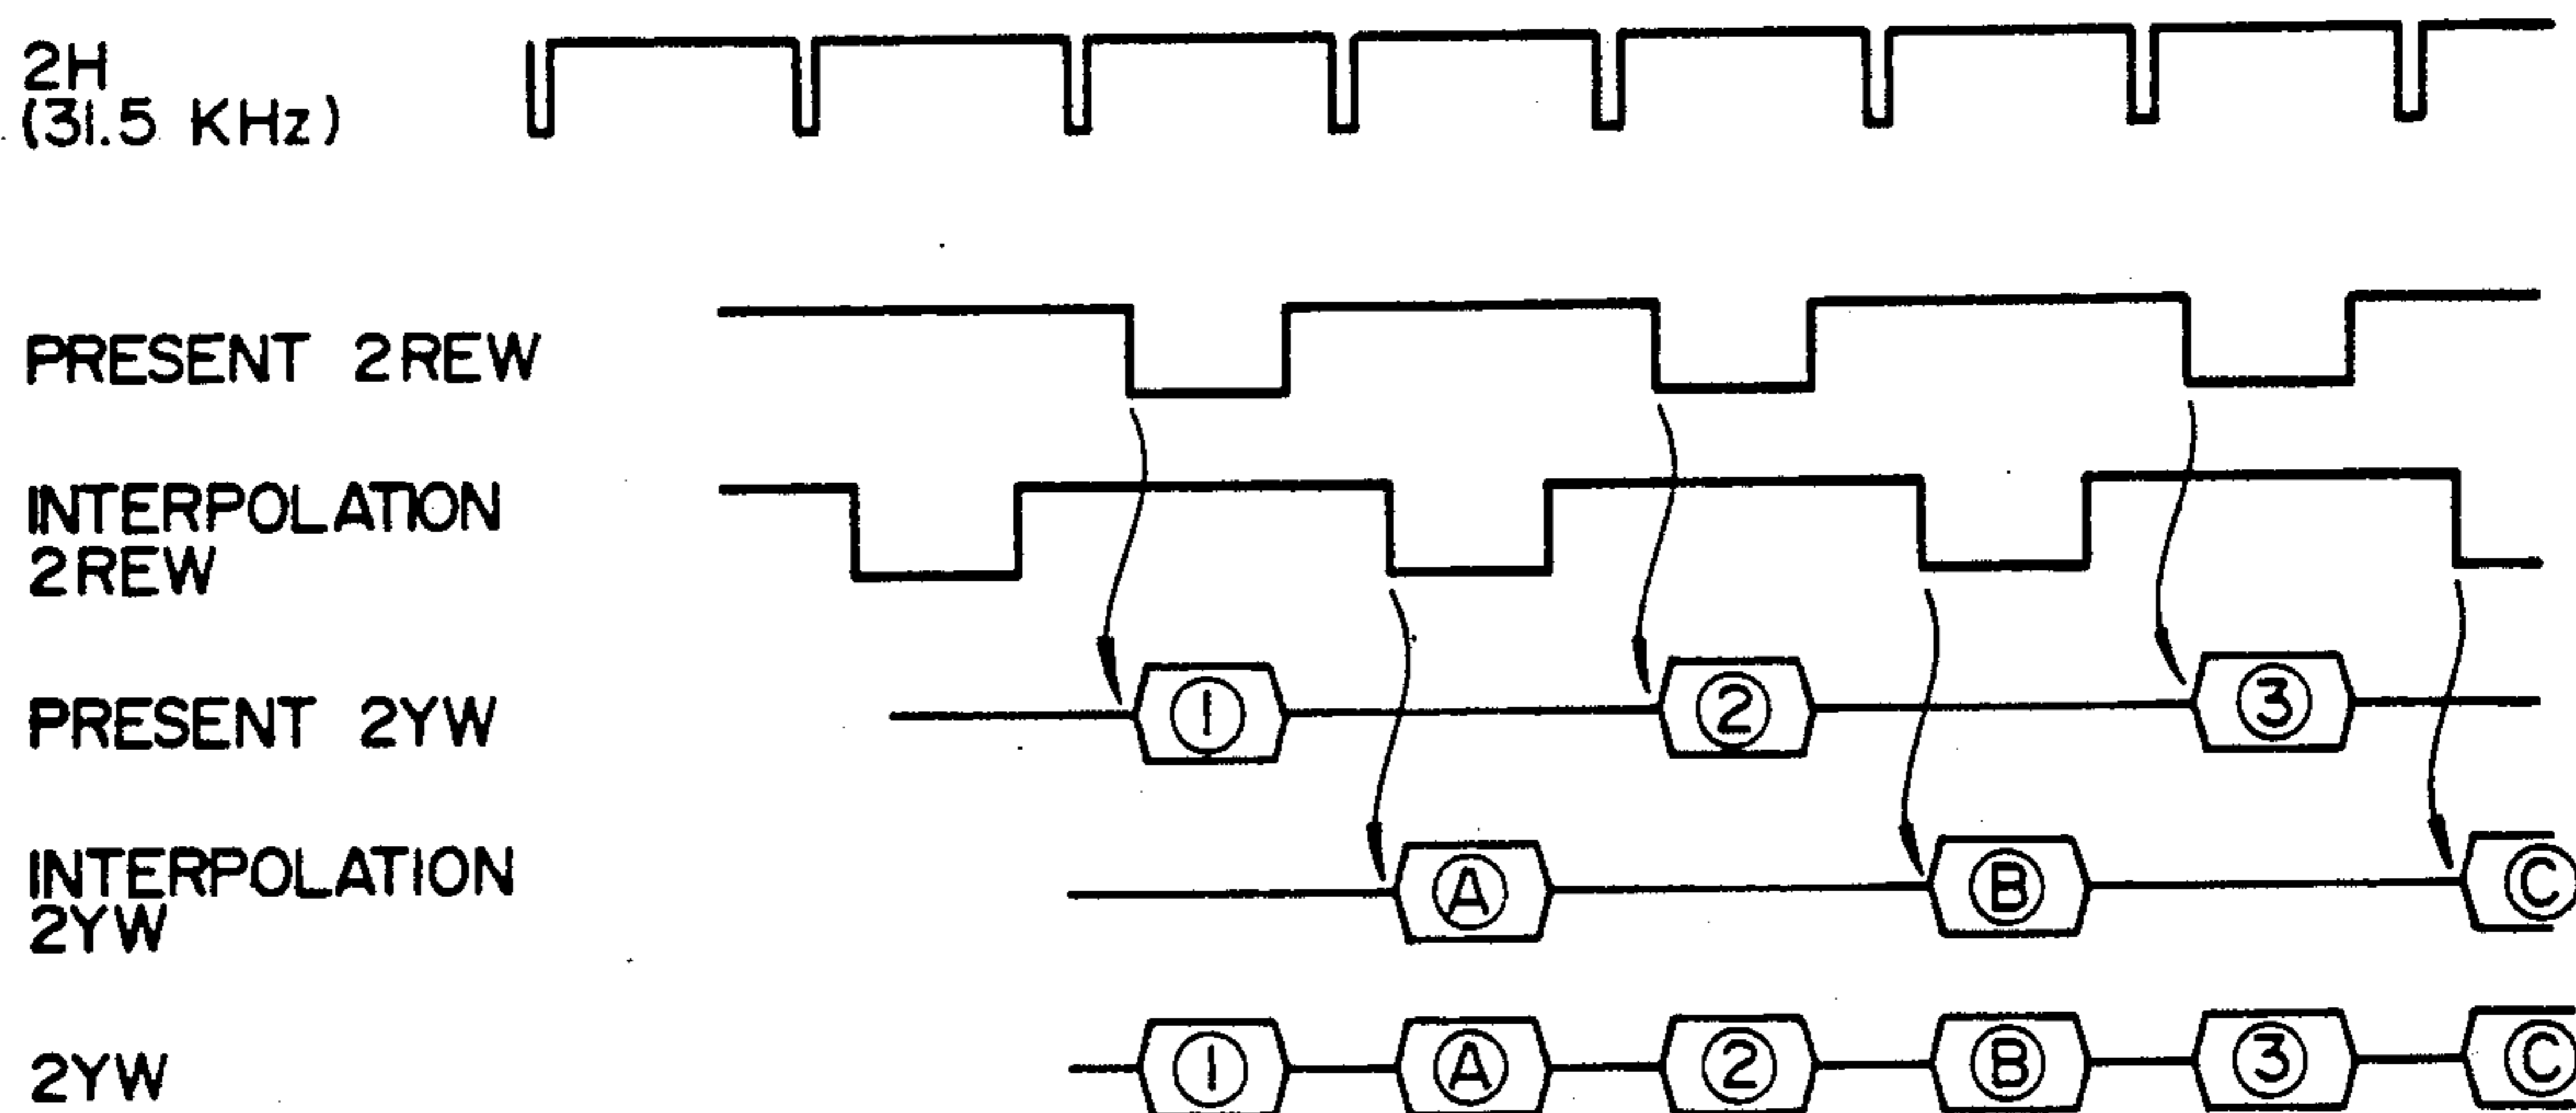 2H
(31.5 KHz)
PRESENT 2REW
INTERPOLATION
2REW
PRESENT 2YW
1 2 3
INTERPOLATION
2YW
A B C
2YW
1 A 2 B 3 C